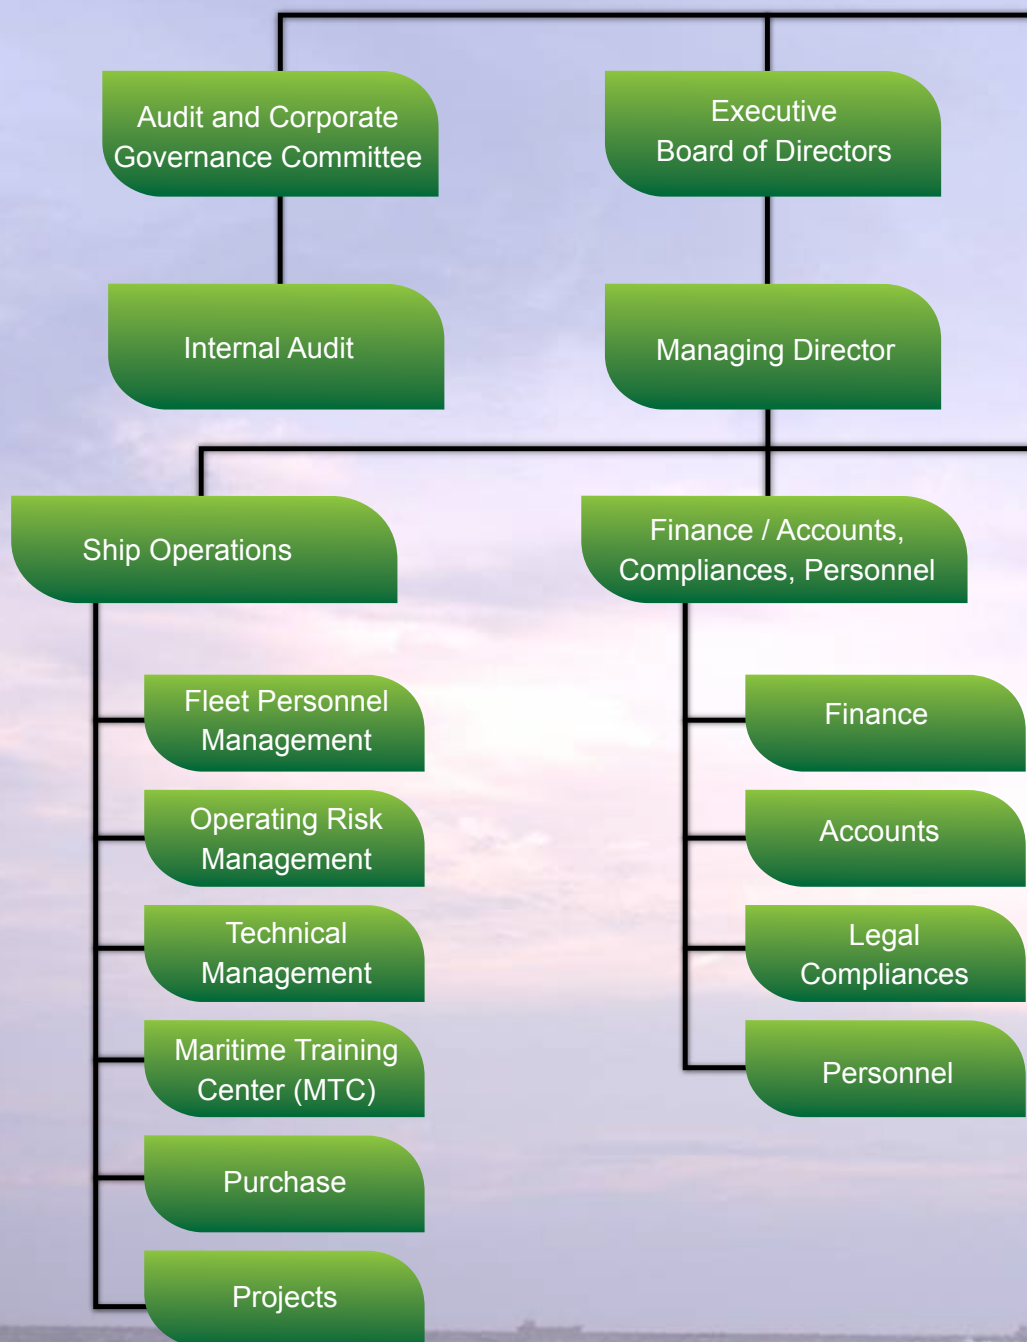 Audit and Corporate
Governance Committee
Executive
Board of Directors
Internal Audit
Managing Director
Ship Operations
Finance / Accounts,
Compliances, Personnel
Fleet Personnel
Management
Operating Risk
Management
Technical
Management
Maritime Training
Center (MTC)
Purchase
Projects
Finance
Accounts
Legal
Compliances
Personnel